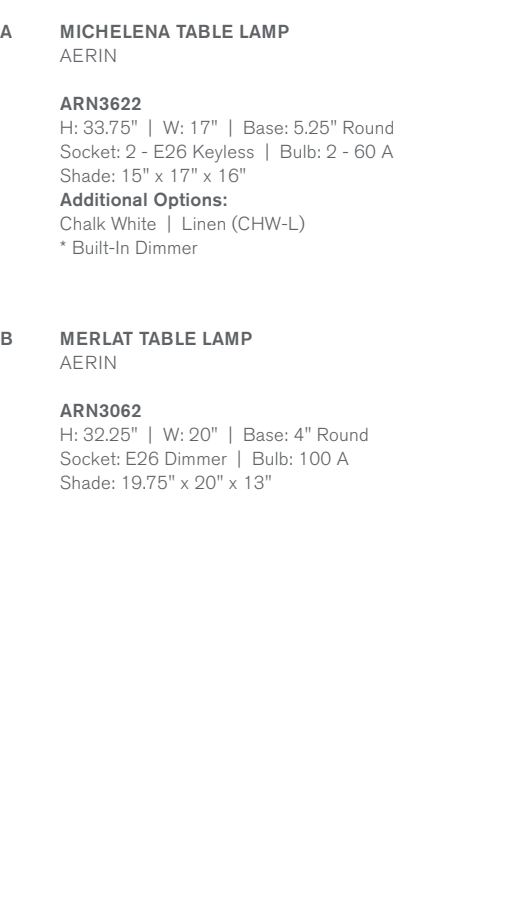 A MICHELENA TABLE LAMP
AERIN
ARN3622
H: 33.75" | W: 17" | Base: 5.25" Round
Socket: 2 - E26 Keyless | Bulb: 2 - 60 A
Shade: 15" x 17" x 16"
Additional Options:
Chalk White | Linen (CHW-L)
* Built-In Dimmer
B MERLAT TABLE LAMP
AERIN
ARN3062
H: 32.25" | W: 20" | Base: 4" Round
Socket: E26 Dimmer | Bulb: 100 A
Shade: 19.75" x 20" x 13"